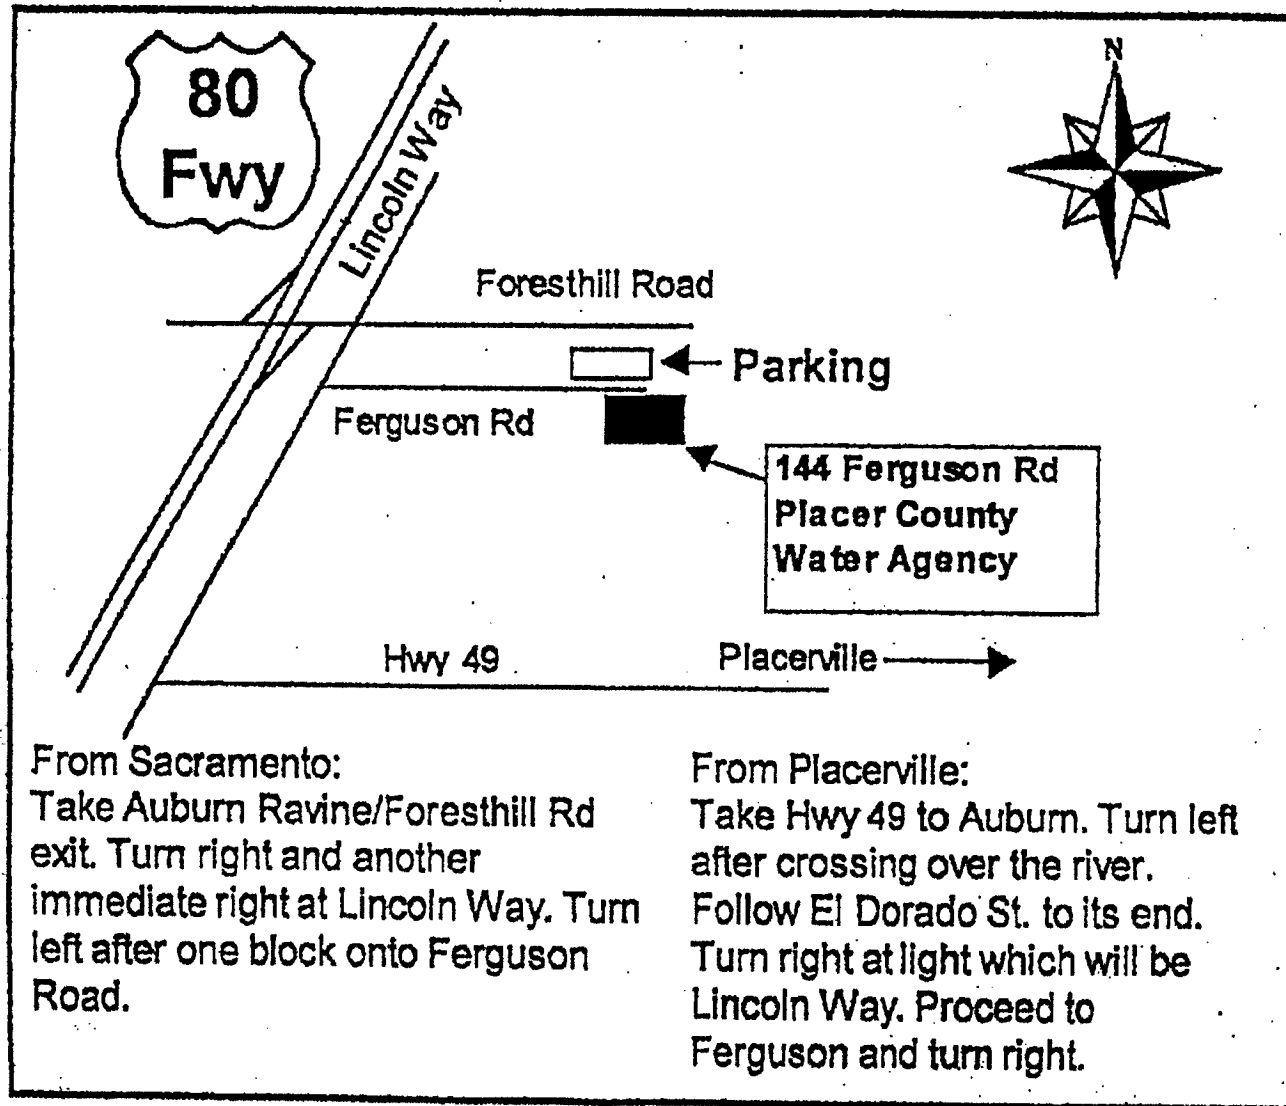 80
Fwy
N
Lincoln Way
Foresthill Road
Parking
Ferguson Rd
144 Ferguson Rd
Placer County
Water Agency
Hwy 49
Placerville
From Sacramento:
Take Auburn Ravine/Foresthill Rd
exit. Turn right and another
immediate right at Lincoln Way. Turn
left after one block onto Ferguson
Road.
From Placerville:
Take Hwy 49 to Auburn. Turn left
after crossing over the river.
Follow El Dorado St. to its end.
Turn right at light which will be
Lincoln Way. Proceed to
Ferguson and turn right.